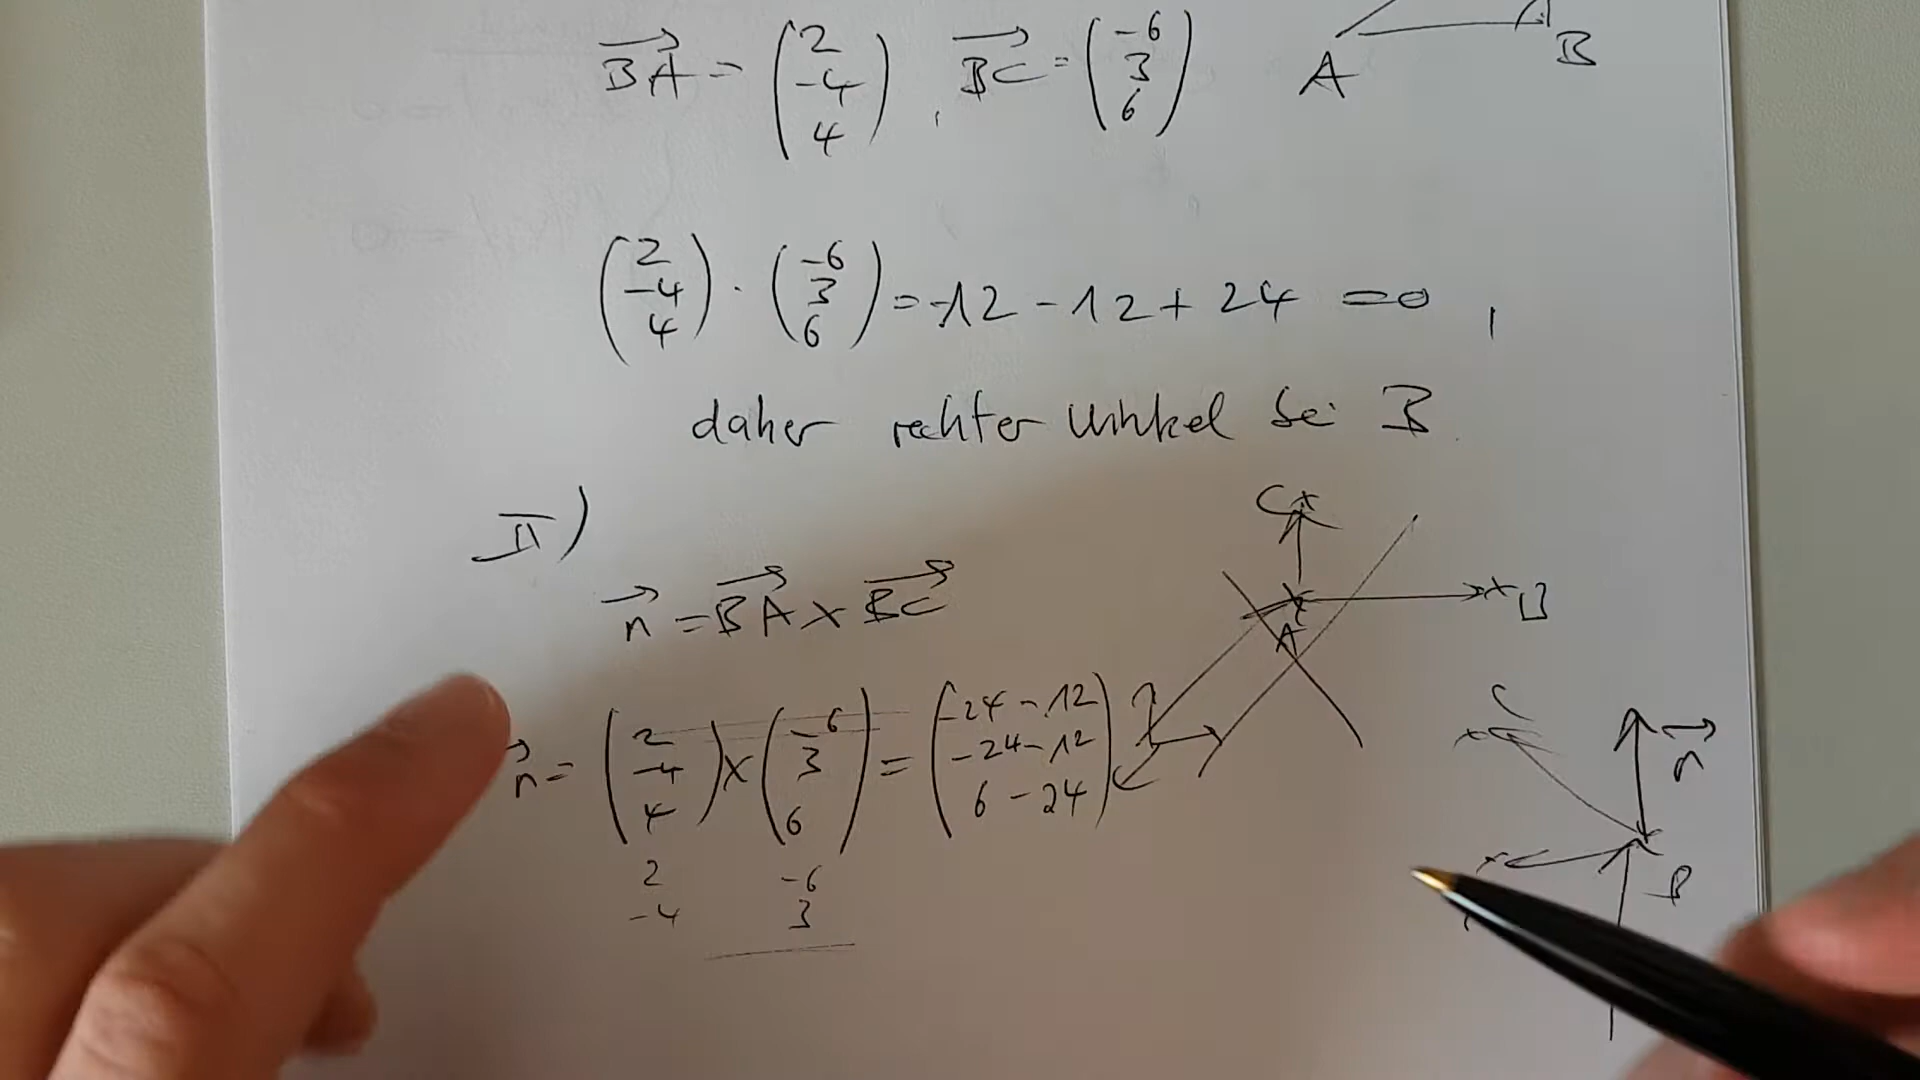 A B
BA = (2 -4 4) , BC = (-6 3 6)
(2 -4 4) · (-6 3 6) = -12 - 12 + 24 = 0 ,
daher rechter Winkel bei B
II)
n = BA × BC
n = (2 -4 4) × (-6 3 6) = (-24 - 12 -24 - 12 6 - 24)
2 -6
-4 3
C
A
B
C
n
B